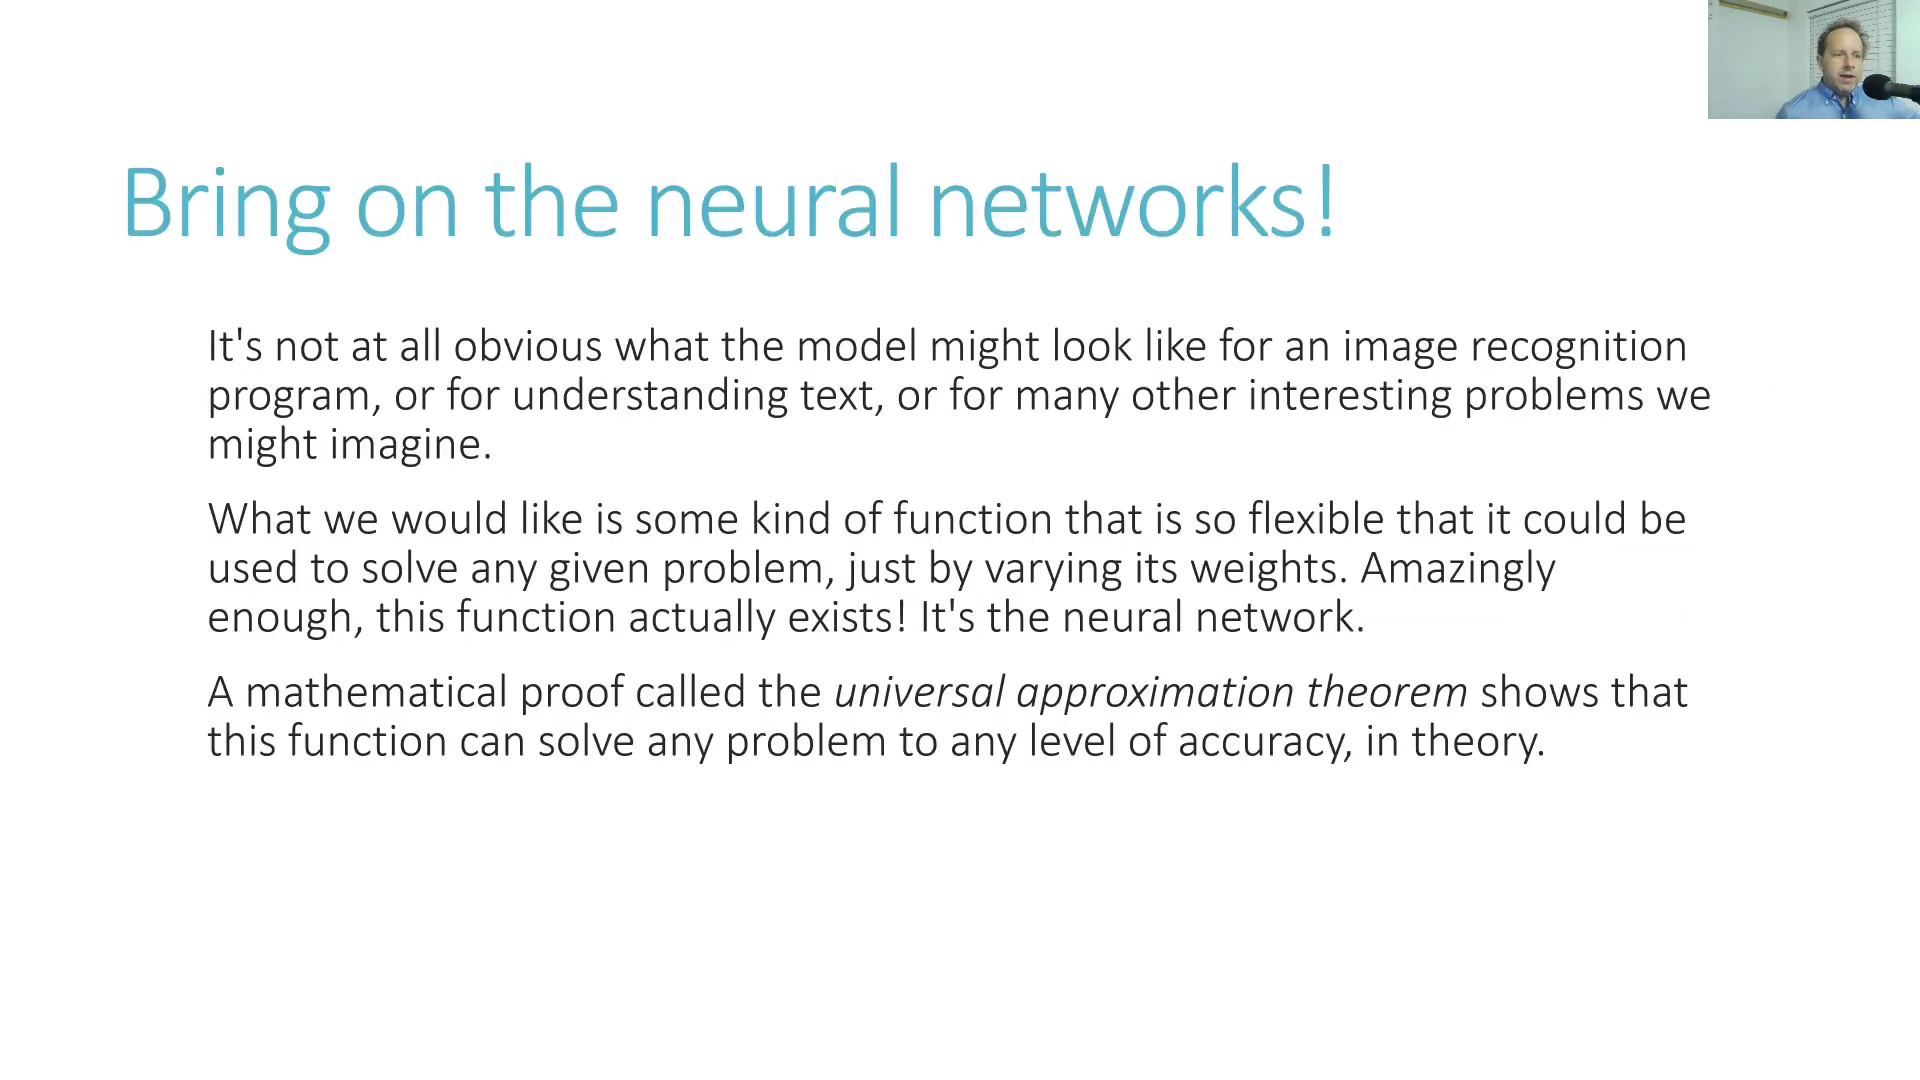 Bring on the neural networks!
It's not at all obvious what the model might look like for an image recognition
program, or for understanding text, or for many other interesting problems we
might imagine.
What we would like is some kind of function that is so flexible that it could be
used to solve any given problem, just by varying its weights. Amazingly
enough, this function actually exists! It's the neural network.
A mathematical proof called the universal approximation theorem shows that
this function can solve any problem to any level of accuracy, in theory.